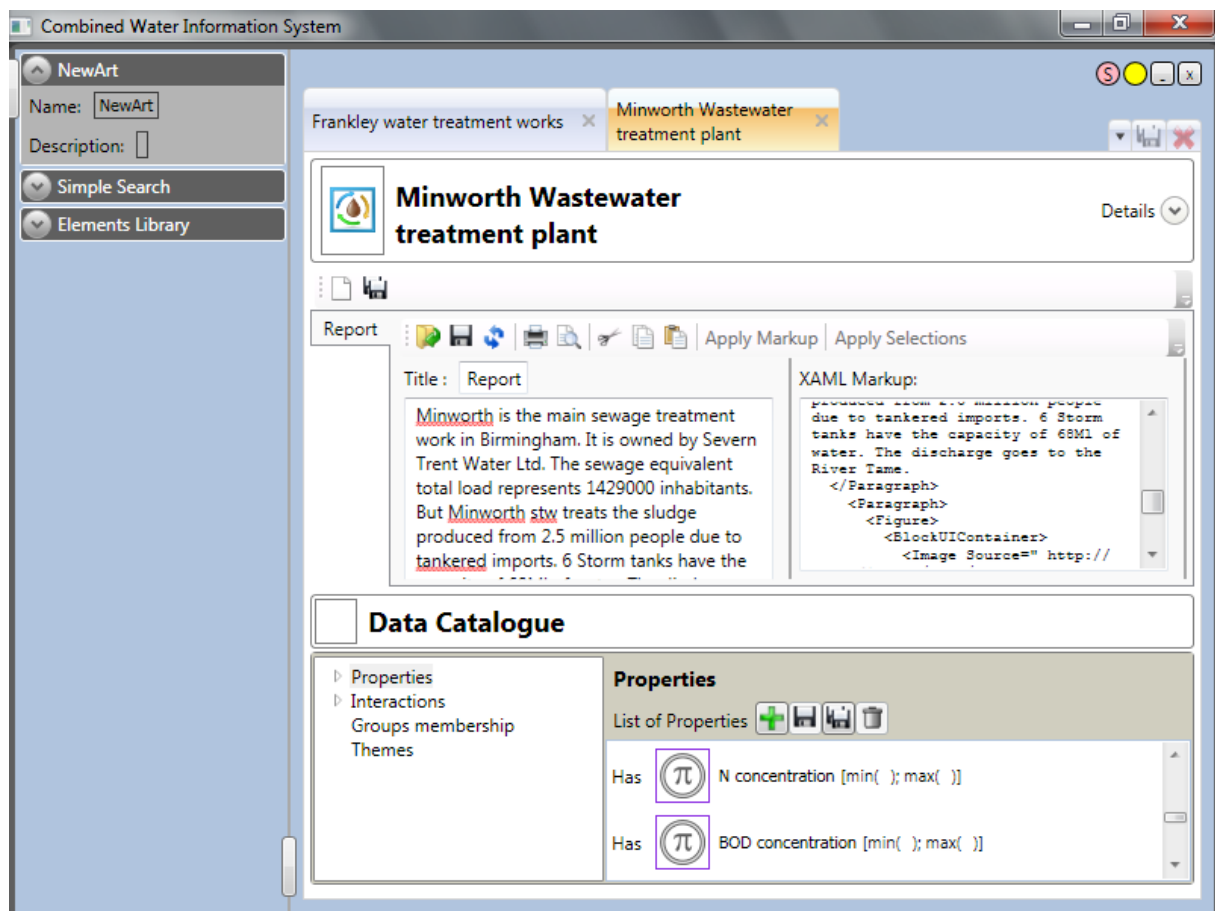 Combined Water Information System
NewArt
Name: NewArt
Description:
Simple Search
Elements Library
S
x
Frankley water treatment works
Minworth Wastewater
treatment plant
Minworth Wastewater
treatment plant
Details
Report
Apply Markup
Apply Selections
Title : Report
Minworth is the main sewage treatment
work in Birmingham. It is owned by Severn
Trent Water Ltd. The sewage equivalent
total load represents 1429000 inhabitants.
But Minworth stw treats the sludge
produced from 2.5 million people due to
tankered imports. 6 Storm tanks have the
XAML Markup:
due to tankered imports. 6 Storm
tanks have the capacity of 68Ml of
water. The discharge goes to the
River Tame.
</Paragraph>
<Paragraph>
<Figure>
<BlockUIContainer>
<Image Source=" http://
Data Catalogue
Properties
Interactions
Groups membership
Themes
Properties
List of Properties
Has π N concentration [min( ); max( )]
Has π BOD concentration [min( ); max( )]